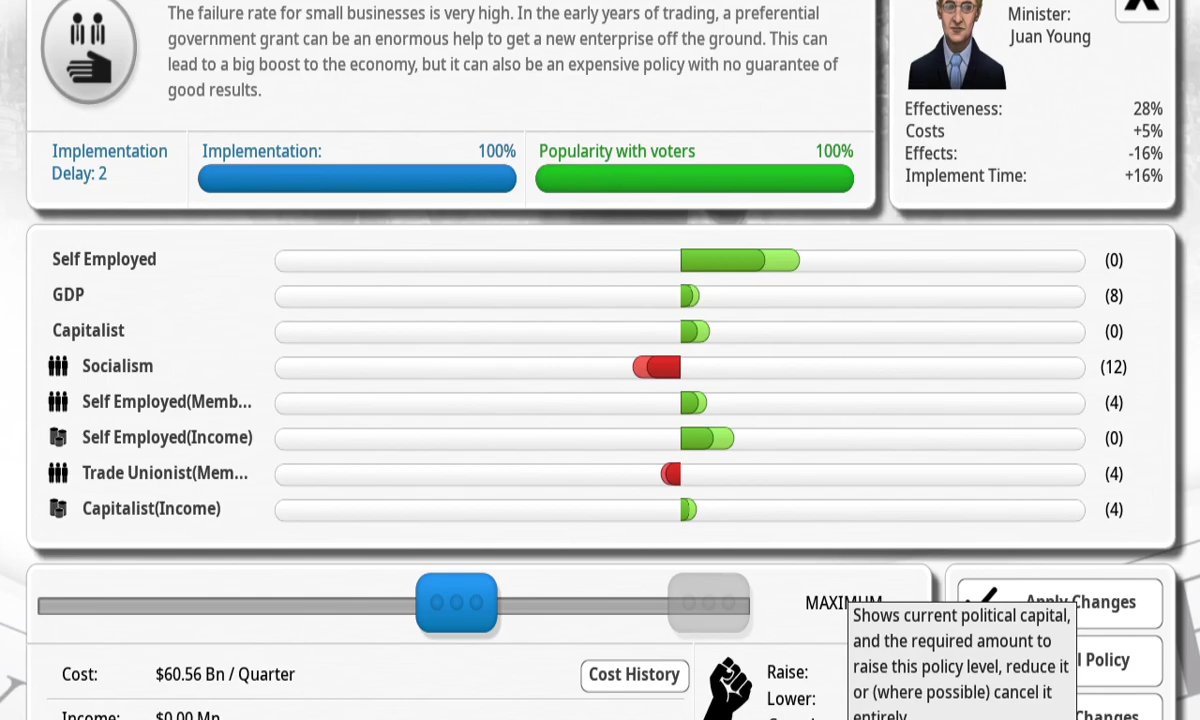 The failure rate for small businesses is very high. In the early years of trading, a preferential
government grant can be an enormous help to get a new enterprise off the ground. This can
lead to a big boost to the economy, but it can also be an expensive policy with no guarantee of
good results.
Minister:
Juan Young
Effectiveness: 28%
Costs +5%
Effects: -16%
Implement Time: +16%
Implementation
Delay: 2
Implementation: 100%
Popularity with voters 100%
Self Employed (0)
GDP (8)
Capitalist (0)
Socialism (12)
Self Employed(Memb... (4)
Self Employed(Income) (0)
Trade Unionist(Mem... (4)
Capitalist(Income) (4)
MAXIMUM
Apply Changes
Shows current political capital,
and the required amount to
raise this policy level, reduce it
or (where possible) cancel it
entirely
l Policy
Changes
Cost: $60.56 Bn / Quarter
Cost History
Raise:
Lower:
Income: $0.00 Mn